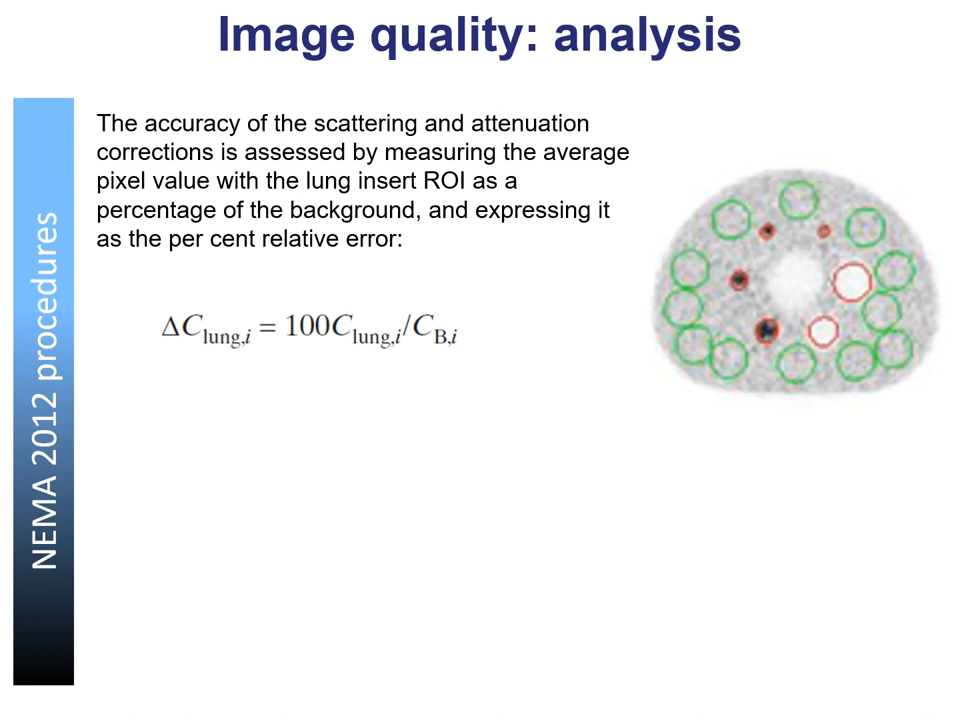 Image quality: analysis
NEMA 2012 procedures
The accuracy of the scattering and attenuation
corrections is assessed by measuring the average
pixel value with the lung insert ROI as a
percentage of the background, and expressing it
as the per cent relative error:
ΔC_lung,i = 100C_lung,i/C_B,i